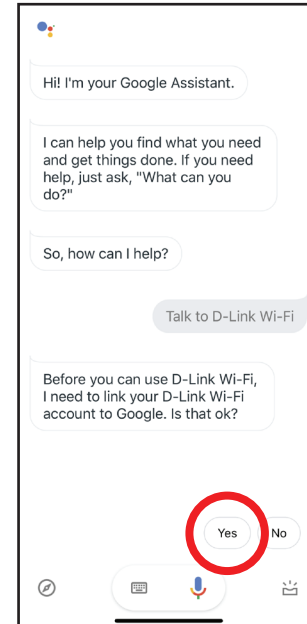 Hi! I'm your Google Assistant.
I can help you find what you need
and get things done. If you need
help, just ask, "What can you
do?"
So, how can I help?
Talk to D-Link Wi-Fi
Before you can use D-Link Wi-Fi,
I need to link your D-Link Wi-Fi
account to Google. Is that ok?
Yes
No